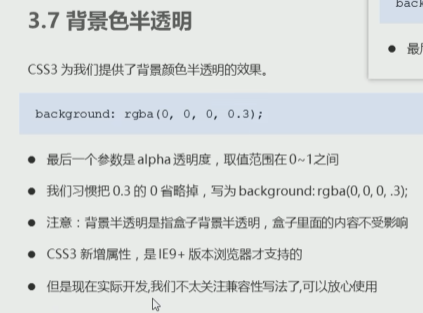 back
3.7 背景色半透明
● 最后
CSS3 为我们提供了背景颜色半透明的效果。
background: rgba(0, 0, 0, 0.3);
● 最后一个参数是 alpha 透明度，取值范围在 0~1之间
● 我们习惯把 0.3 的 0 省略掉，写为 background: rgba(0, 0, 0, .3);
● 注意：背景半透明是指盒子背景半透明，盒子里面的内容不受影响
● CSS3 新增属性，是 IE9+ 版本浏览器才支持的
● 但是现在实际开发,我们不太关注兼容性写法了,可以放心使用